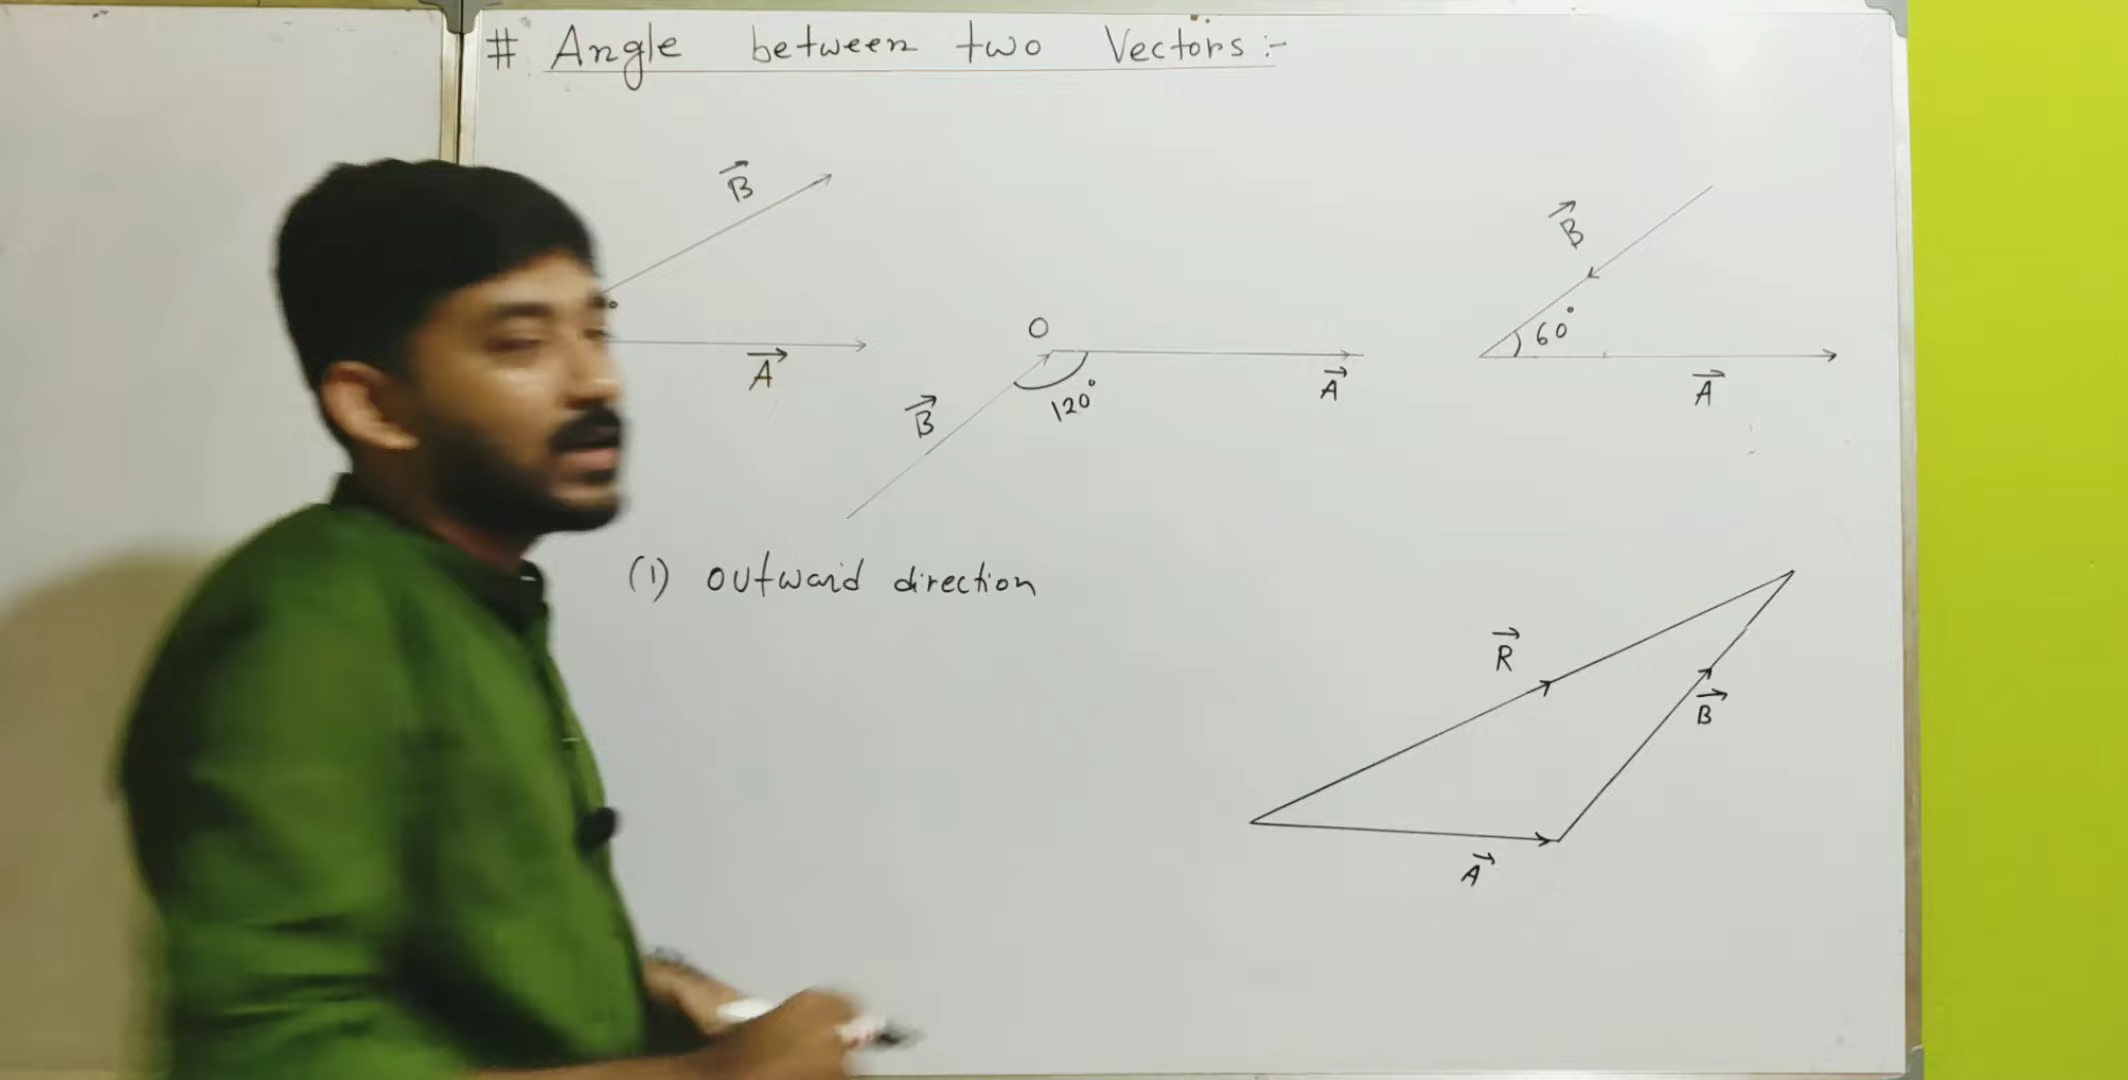 # Angle between two Vectors :-
B
A
O
B
120°
A
B
60°
A
(1) outward direction
R
B
A